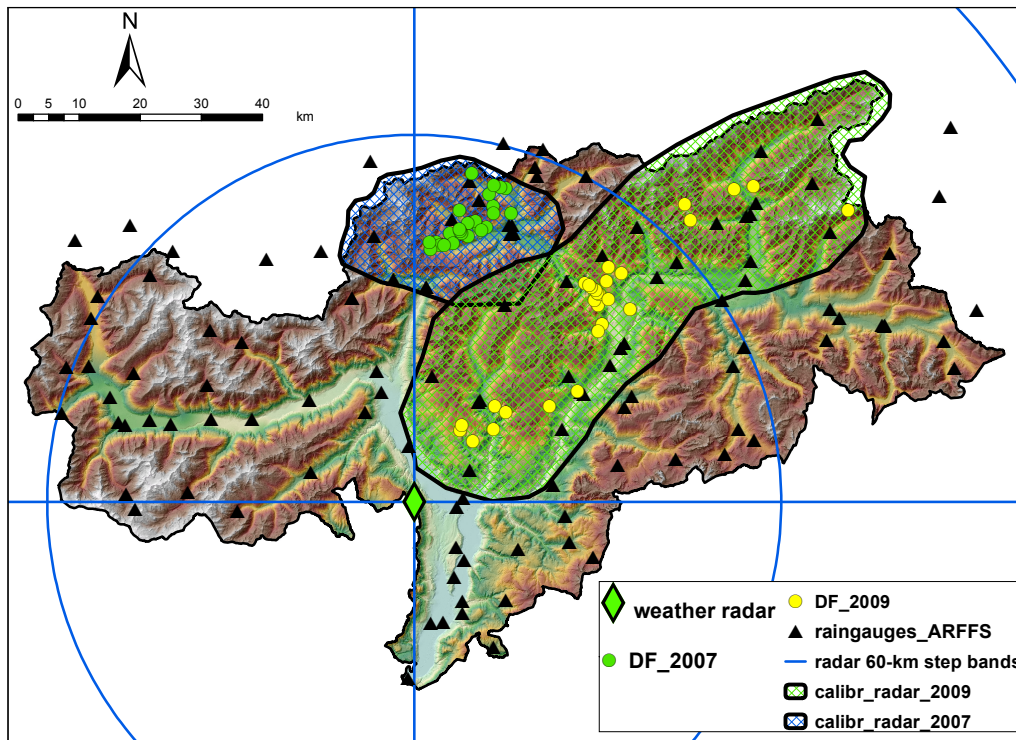 N
0 5 10 20 30 40
km
weather radar
DF_2007
DF_2009
raingauges_ARFFS
radar 60-km step bands
calibr_radar_2009
calibr_radar_2007